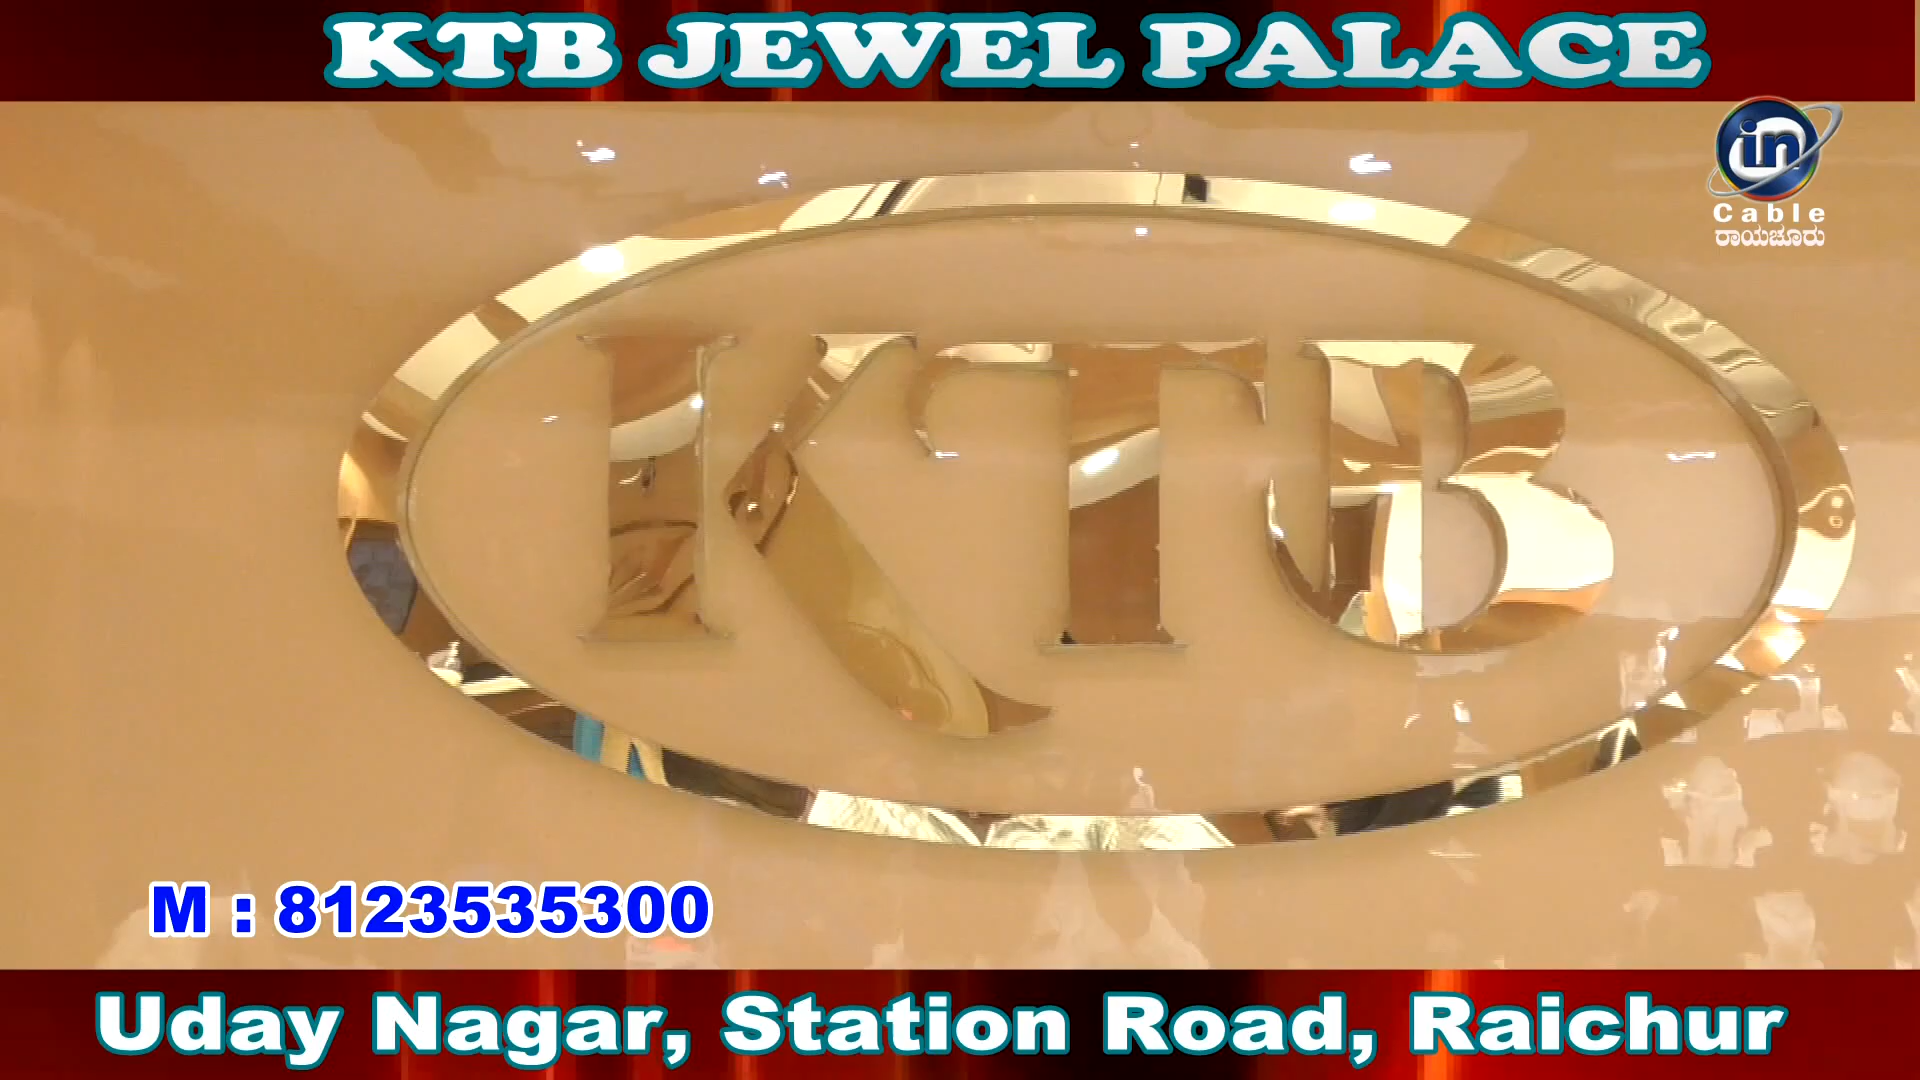 KTB JEWEL PALACE
in
Cable
ರಾಯಚೂರು
KTB
M : 8123535300
Uday Nagar, Station Road, Raichur